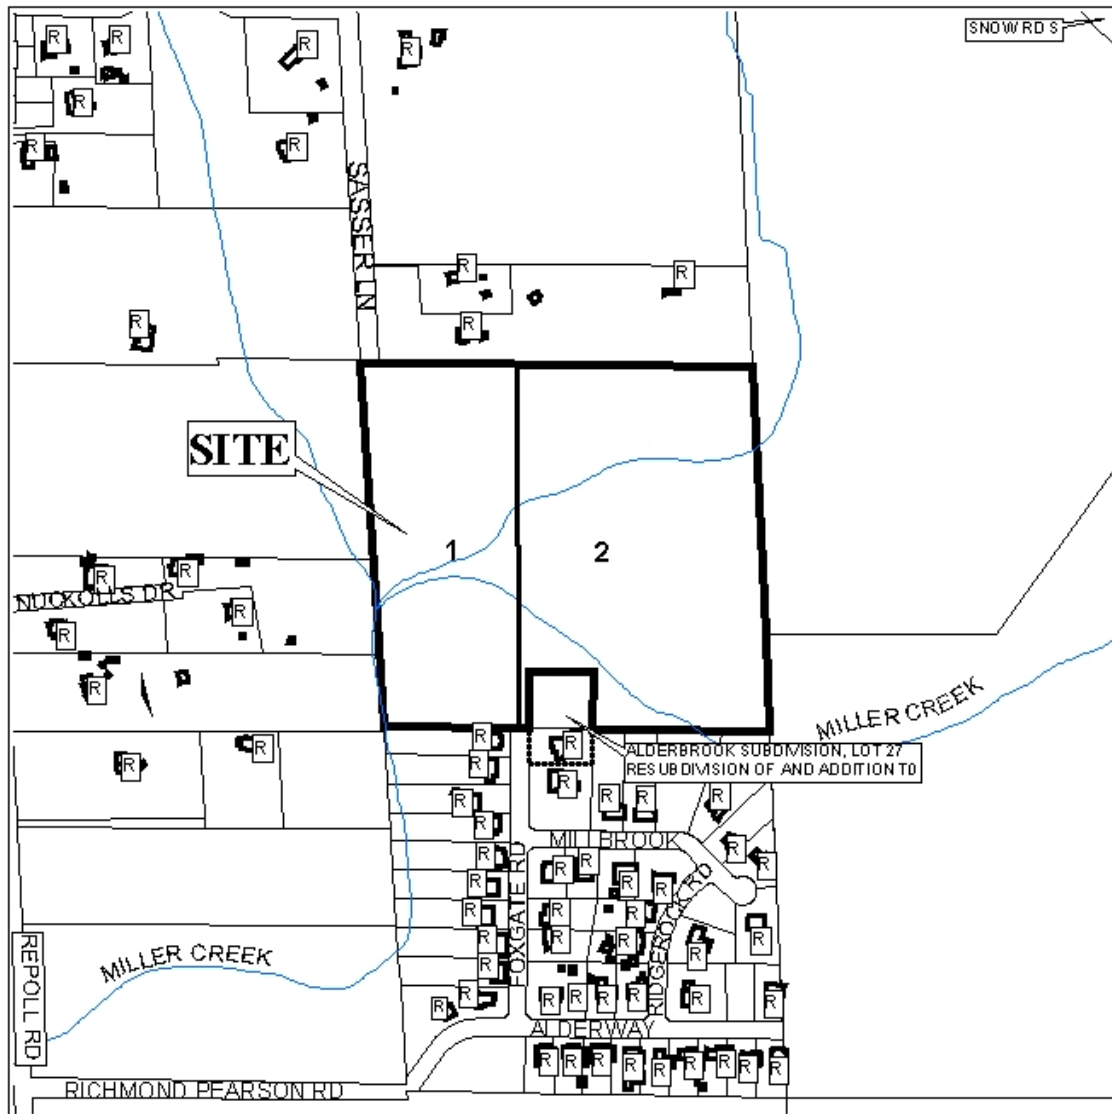 SNOW RD S
R
R
R
R
R
R
R
SASSER LN
R
R
R
R
SITE
1
2
R
R
NUCKOLLS DR
R
R
R
MILLER CREEK
R
R
R
R
ALDERBROOK SUBDIVISION, LOT 27
RESUBDIVISION OF AND ADDITION TO
R
R
R
R
R
R
R
MILLBROOK
R
R
R
R
R
R
R
R
FOXGATE RD
RIDGEROCK RD
R
R
R
R
R
R
R
R
R
R
MILLER CREEK
REPOLL RD
R
R
R
R
R
R
R
R
R
ALDERWAY
R
R
R
R
R
R
R
R
R
RICHMOND PEARSON RD